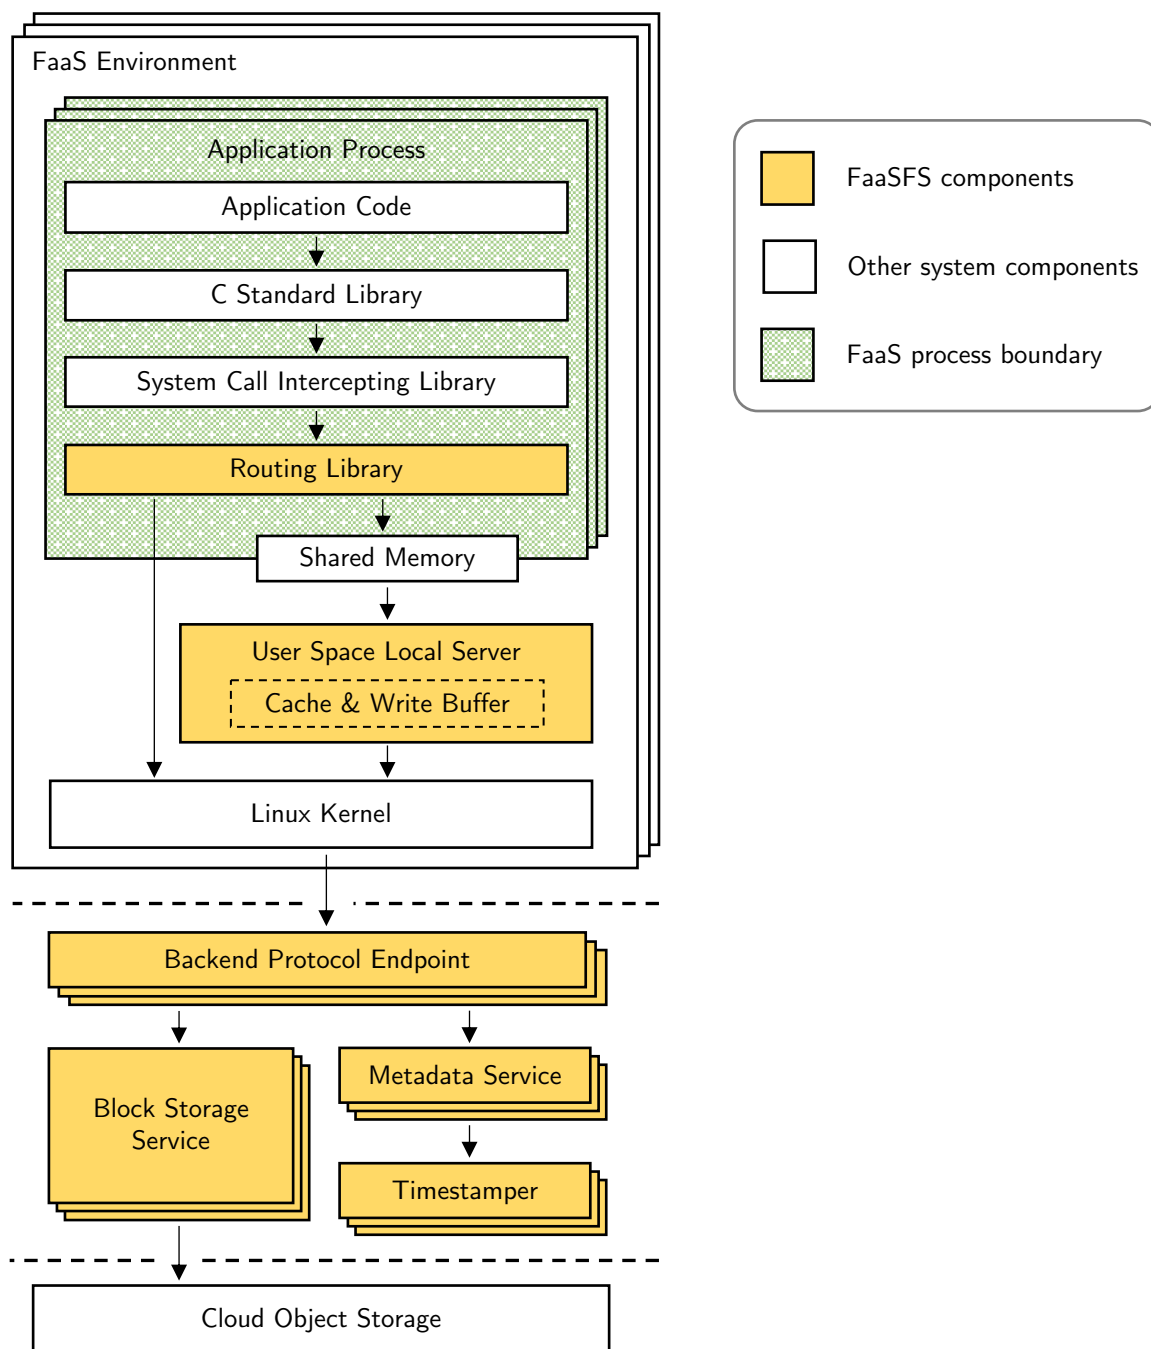 FaaS Environment
Application Process
Application Code
C Standard Library
System Call Intercepting Library
Routing Library
Shared Memory
User Space Local Server
Cache & Write Buffer
Linux Kernel
Backend Protocol Endpoint
Block Storage
Service
Metadata Service
Timestamper
Cloud Object Storage
FaaSFS components
Other system components
FaaS process boundary